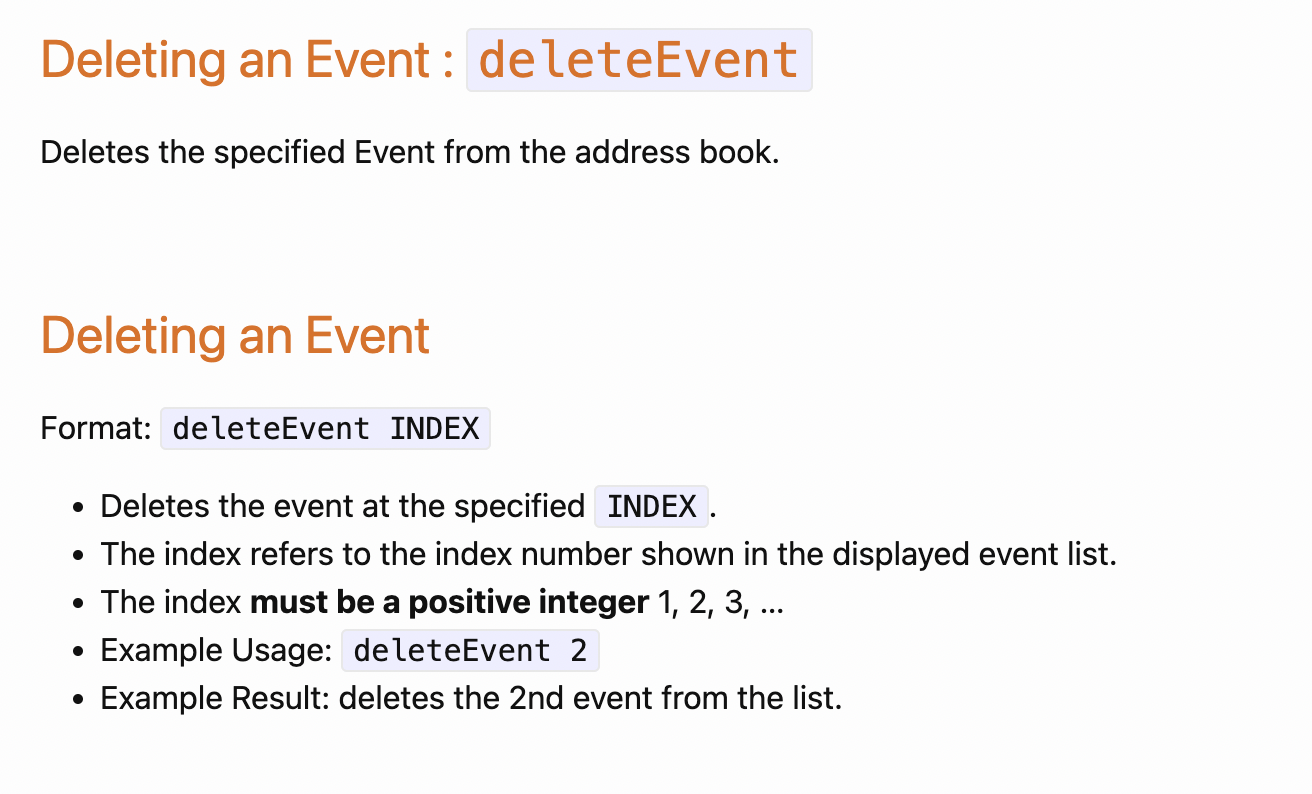 Deleting an Event : deleteEvent
Deletes the specified Event from the address book.
Deleting an Event
Format: deleteEvent INDEX
• Deletes the event at the specified INDEX.
• The index refers to the index number shown in the displayed event list.
• The index must be a positive integer 1, 2, 3, …
• Example Usage: deleteEvent 2
• Example Result: deletes the 2nd event from the list.